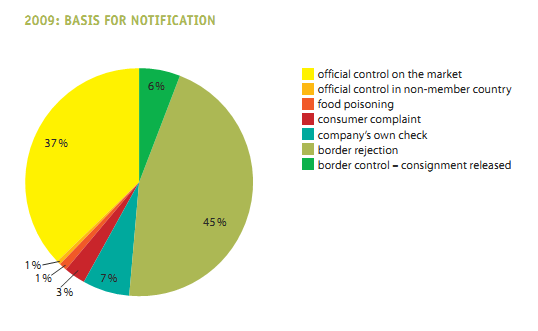 2009: BASIS FOR NOTIFICATION
6%
official control on the market
official control in non-member country
food poisoning
consumer complaint
company's own check
border rejection
border control – consignment released
37%
45%
1%
1%
3%
7%